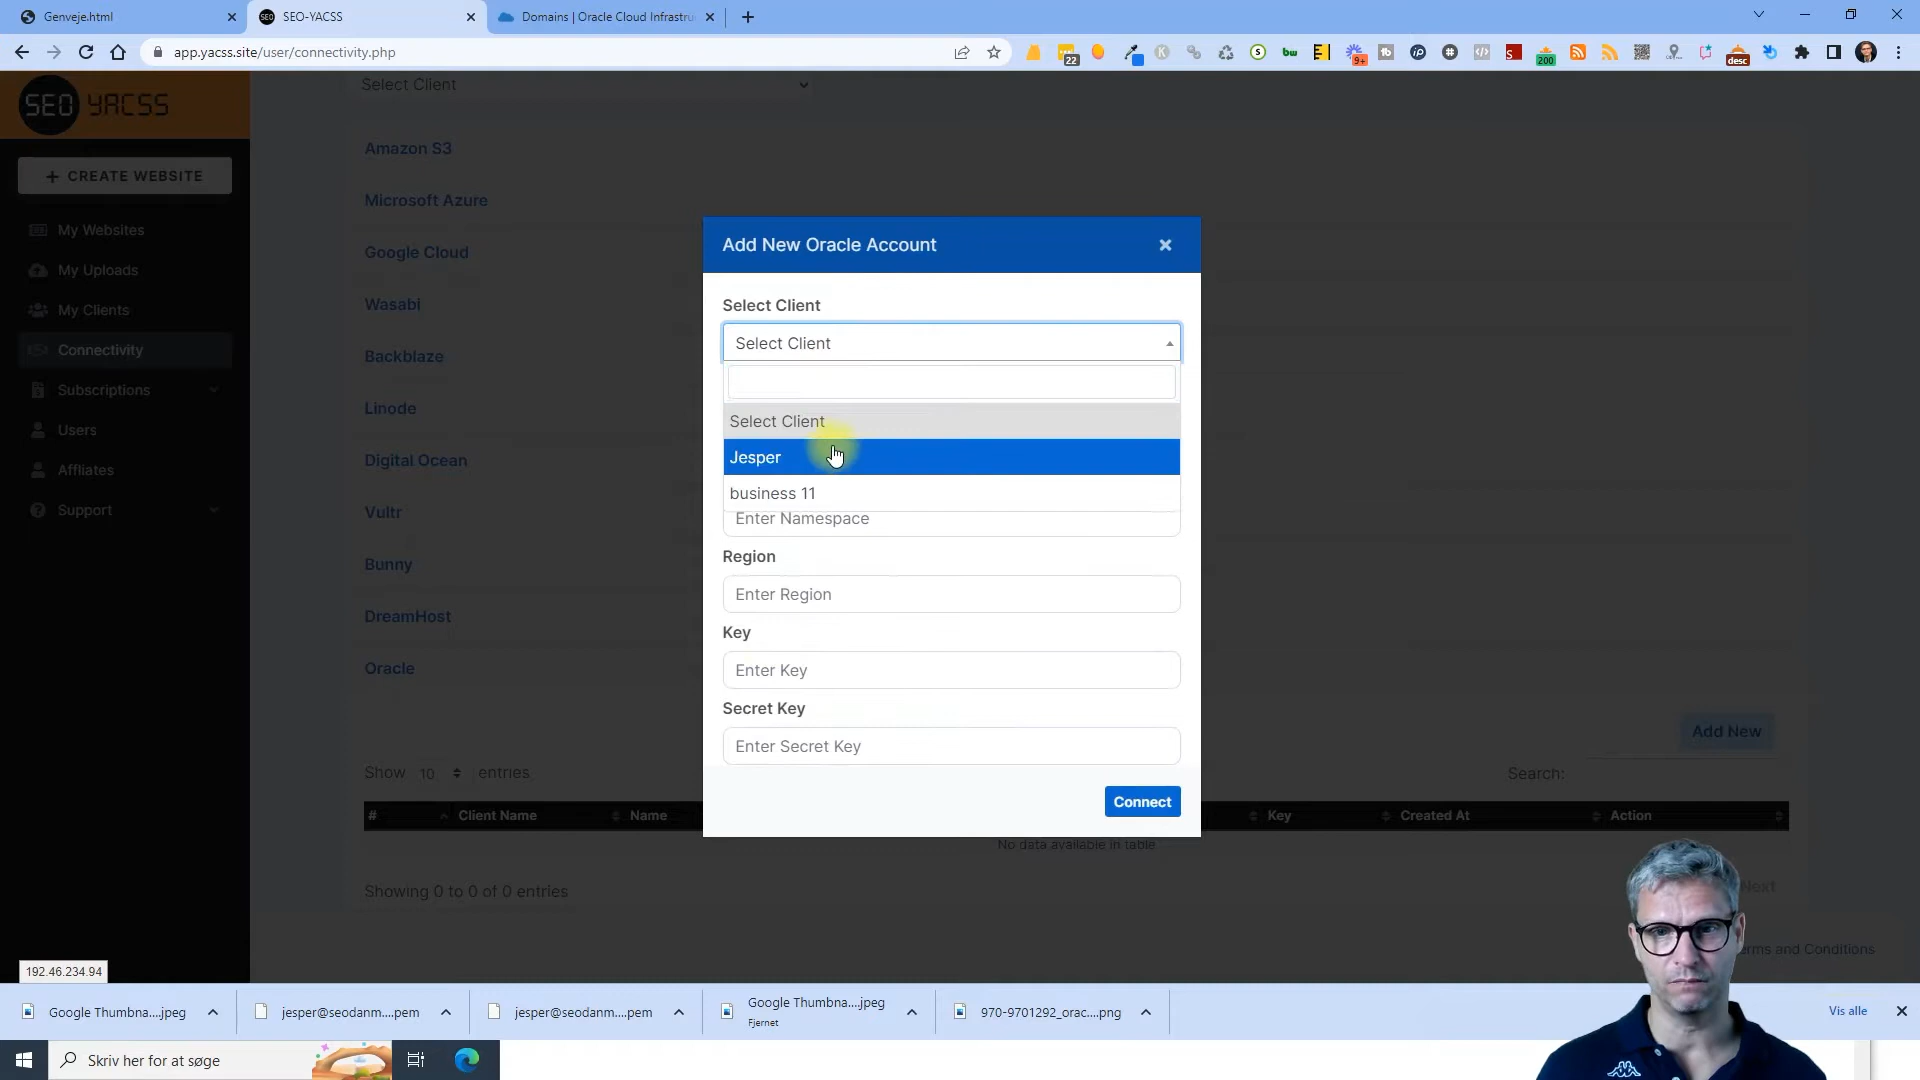 Genveje.html
SEO-YACSS
Domains | Oracle Cloud Infrastru
app.yacss.site/user/connectivity.php
22
9+
200
desc
SEO YACSS
CREATE WEBSITE
My Websites
My Uploads
My Clients
Connectivity
Subscriptions
Users
Affliates
Support
Select Client
Amazon S3
Microsoft Azure
Google Cloud
Wasabi
Backblaze
Linode
Digital Ocean
Vultr
Bunny
DreamHost
Oracle
Add New Oracle Account
Select Client
Select Client
Select Client
Jesper
business 11
Enter Namespace
Region
Enter Region
Key
Enter Key
Secret Key
Enter Secret Key
Connect
Add New
Show 10 entries
Search:
# Client Name Name Key Created At Action
No data available in table
Showing 0 to 0 of 0 entries
Next
erms and Conditions
192.46.234.94
Google Thumbna....jpeg
jesper@seodanm....pem
jesper@seodanm....pem
Google Thumbna....jpeg
Fjernet
970-9701292_orac....png
Vis alle
Skriv her for at søge